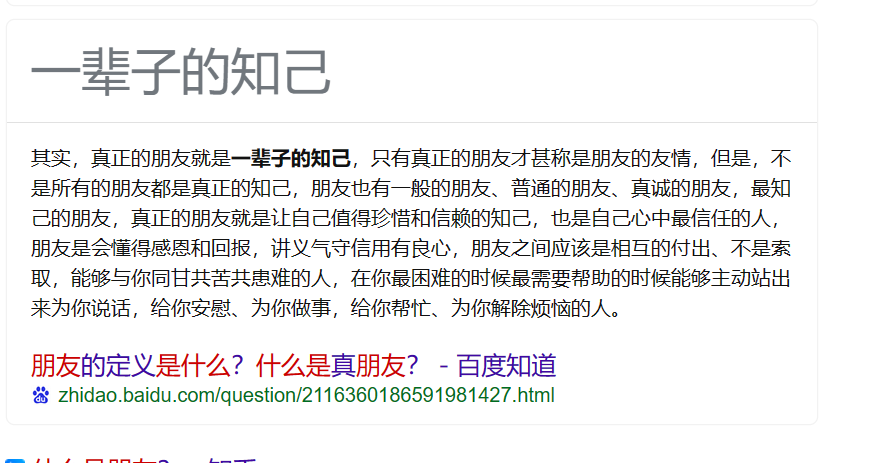 一辈子的知己
其实，真正的朋友就是一辈子的知己，只有真正的朋友才甚称是朋友的友情，但是，不
是所有的朋友都是真正的知己，朋友也有一般的朋友、普通的朋友、真诚的朋友，最知
己的朋友，真正的朋友就是让自己值得珍惜和信赖的知己，也是自己心中最信任的人，
朋友是会懂得感恩和回报，讲义气守信用有良心，朋友之间应该是相互的付出、不是索
取，能够与你同甘共苦共患难的人，在你最困难的时候最需要帮助的时候能够主动站出
来为你说话，给你安慰、为你做事，给你帮忙、为你解除烦恼的人。
朋友的定义是什么？什么是真朋友？ - 百度知道
zhidao.baidu.com/question/2116360186591981427.html